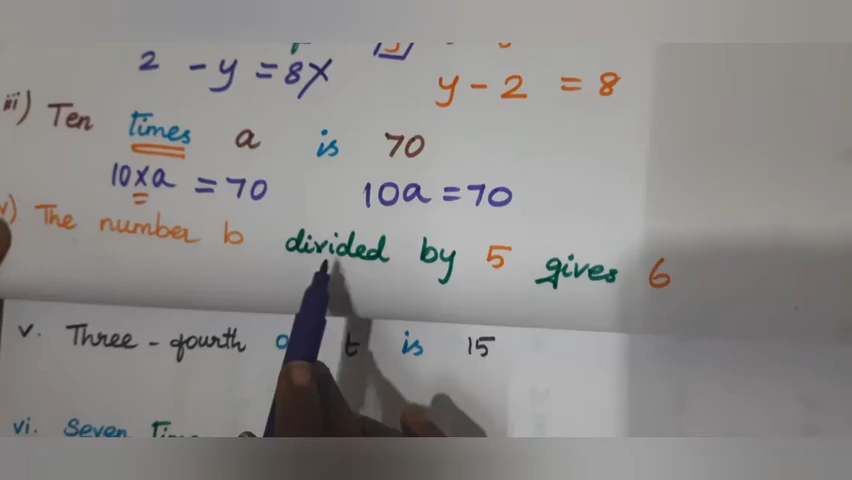 2 - y = 8 X
y - 2 = 8
iii) Ten times a is 70
10 x a = 70
10a = 70
v) The number b divided by 5 gives 6
v. Three - fourth t is 15
vi. Seven